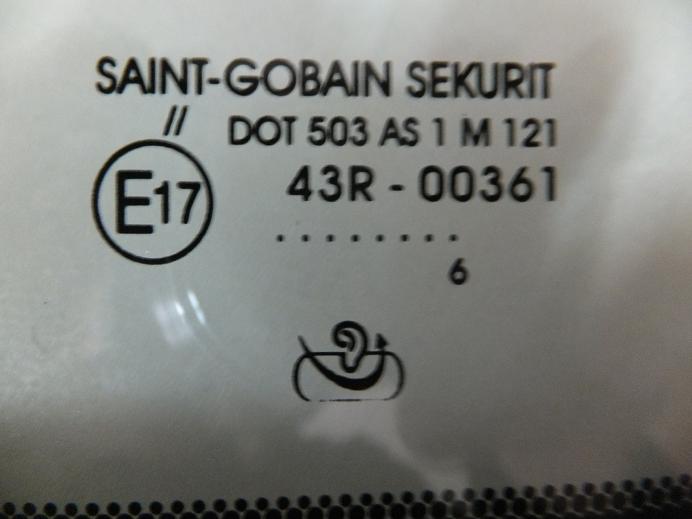 SAINT-GOBAIN SEKURIT
// DOT 503 AS 1 M 121
E17 43R - 00361
. . . . . . . .
6